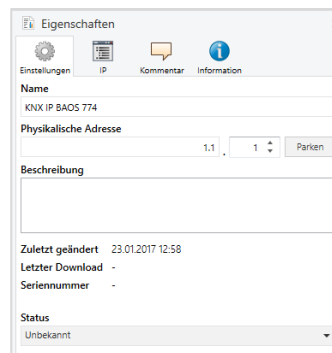 Eigenschaften
Einstellungen IP Kommentar Information
Name
KNX IP BAOS 774
Physikalische Adresse
1.1 . 1 Parken
Beschreibung
Zuletzt geändert 23.01.2017 12:58
Letzter Download -
Seriennummer -
Status
Unbekannt